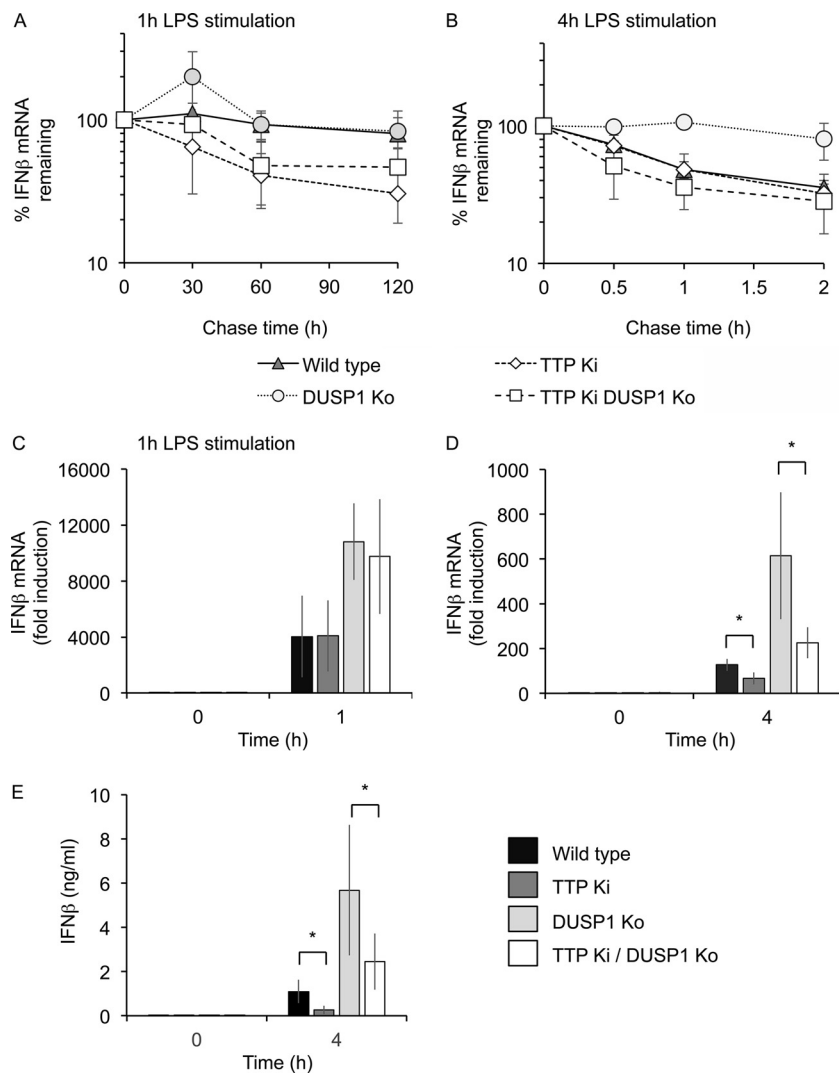 A
1h LPS stimulation
% IFNβ mRNA
remaining
100
10
0
30
60
90
120
Chase time (h)
B
4h LPS stimulation
% IFNβ mRNA
remaining
100
10
0
0.5
1
1.5
2
Chase time (h)
Wild type
TTP Ki
DUSP1 Ko
TTP Ki DUSP1 Ko
C
1h LPS stimulation
IFNβ mRNA
(fold induction)
16000
12000
8000
4000
0
0
1
Time (h)
D
IFNβ mRNA
(fold induction)
1000
800
600
400
200
0
*
*
0
4
Time (h)
E
IFNβ (ng/ml)
10
8
6
4
2
0
*
*
0
4
Time (h)
Wild type
TTP Ki
DUSP1 Ko
TTP Ki / DUSP1 Ko